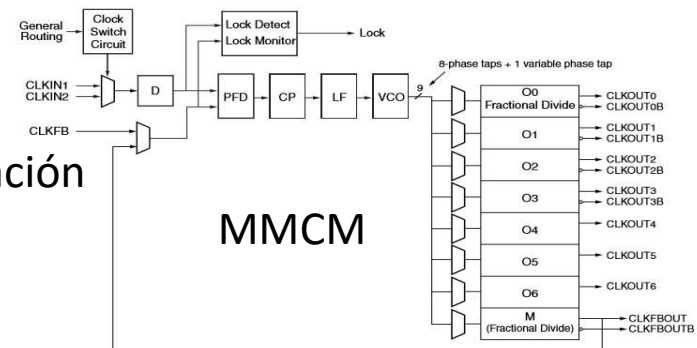 General
Routing
Clock
Switch
Circuit
Lock Detect
Lock Monitor
Lock
8-phase taps + 1 variable phase tap
CLKIN1
CLKIN2
D
PFD
CP
LF
VCO
9
CLKFB
ación
MMCM
O0
Fractional Divide
CLKOUT0
CLKOUT0B
O1
CLKOUT1
CLKOUT1B
O2
CLKOUT2
CLKOUT2B
O3
CLKOUT3
CLKOUT3B
O4
CLKOUT4
O5
CLKOUT5
O6
CLKOUT6
M
(Fractional Divide)
CLKFBOUT
CLKFBOUTB